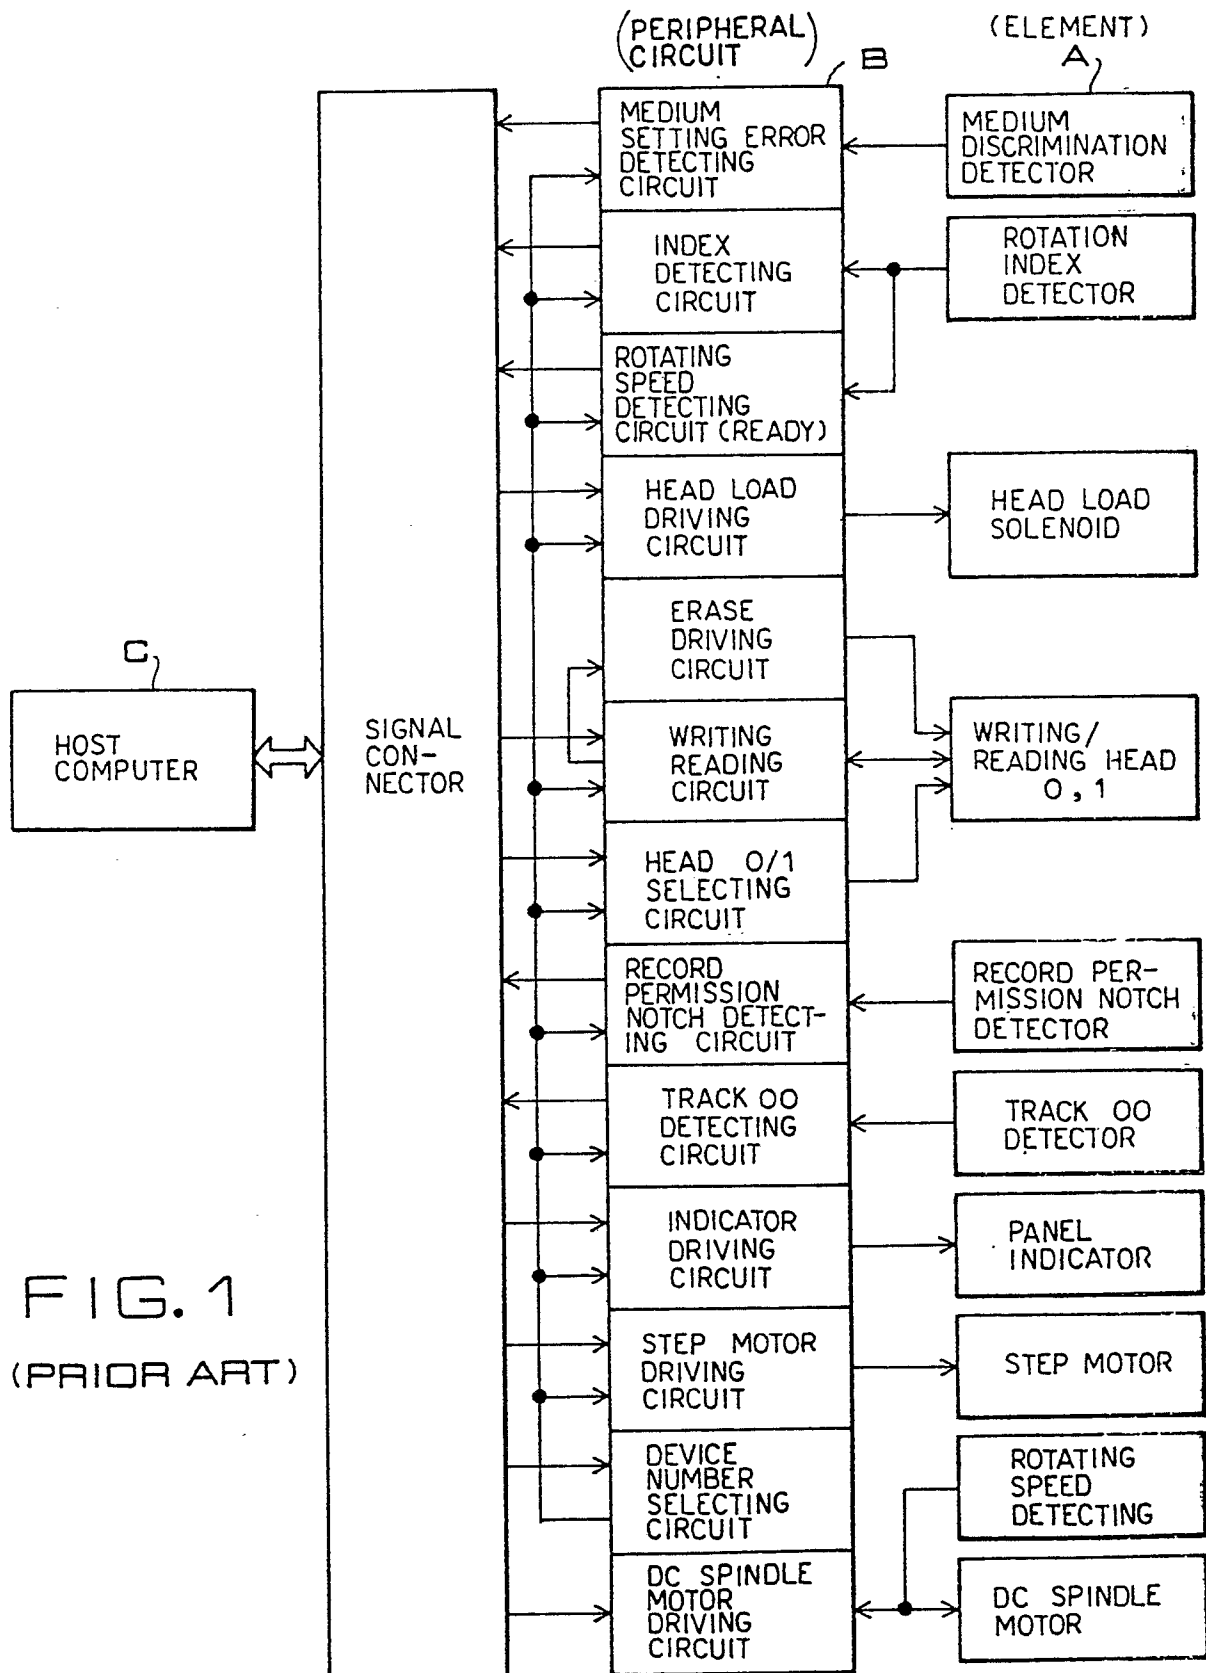 (PERIPHERAL
CIRCUIT)
(ELEMENT)
B
A
MEDIUM
SETTING ERROR
DETECTING
CIRCUIT
MEDIUM
DISCRIMINATION
DETECTOR
INDEX
DETECTING
CIRCUIT
ROTATION
INDEX
DETECTOR
ROTATING
SPEED
DETECTING
CIRCUIT (READY)
HEAD LOAD
DRIVING
CIRCUIT
HEAD LOAD
SOLENOID
ERASE
DRIVING
CIRCUIT
C
HOST
COMPUTER
SIGNAL
CON-
NECTOR
WRITING
READING
CIRCUIT
WRITING/
READING HEAD
0,1
HEAD 0/1
SELECTING
CIRCUIT
RECORD
PERMISSION
NOTCH DETECT-
ING CIRCUIT
RECORD PER-
MISSION NOTCH
DETECTOR
TRACK 00
DETECTING
CIRCUIT
TRACK 00
DETECTOR
INDICATOR
DRIVING
CIRCUIT
PANEL
INDICATOR
FIG. 1
(PRIOR ART)
STEP MOTOR
DRIVING
CIRCUIT
STEP MOTOR
DEVICE
NUMBER
SELECTING
CIRCUIT
ROTATING
SPEED
DETECTING
DC SPINDLE
MOTOR
DRIVING
CIRCUIT
DC SPINDLE
MOTOR